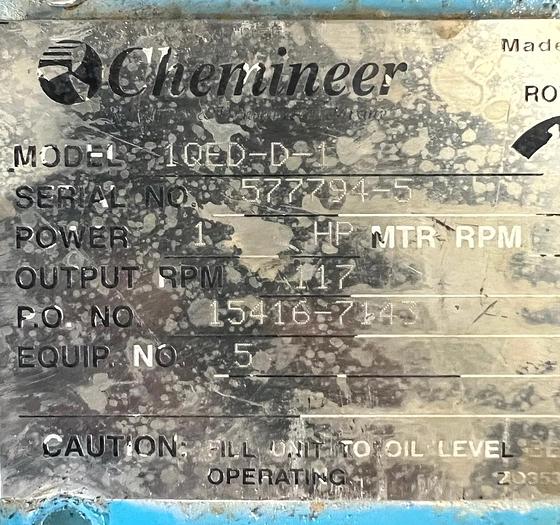 Chemineer
Made
RO
MODEL 1QED-D-1
SERIAL NO. 577794-5
POWER 1 HP MTR RPM
OUTPUT RPM 117
P.O. NO. 15416-7143
EQUIP. NO. 5
CAUTION: FILL UNIT TO OIL LEVEL
OPERATING